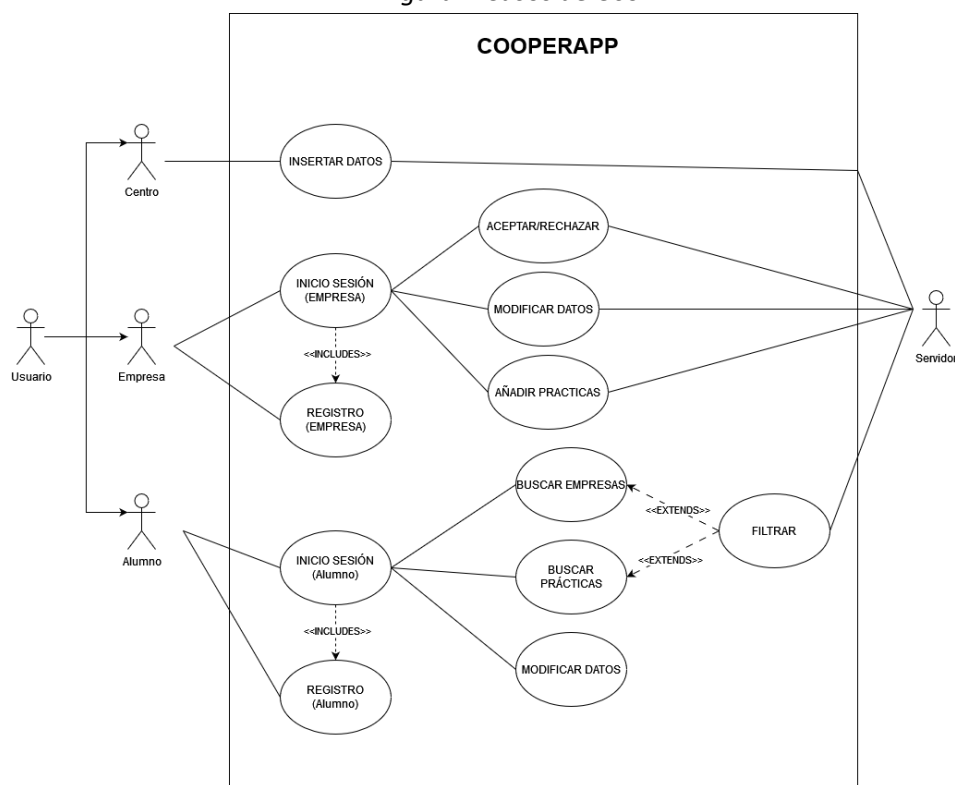 COOPERAPP
INSERTAR DATOS
Centro
ACEPTAR/RECHAZAR
INICIO SESIÓN
(EMPRESA)
MODIFICAR DATOS
<<INCLUDES>>
Usuario
Empresa
Servidor
AÑADIR PRACTICAS
REGISTRO
(EMPRESA)
BUSCAR EMPRESAS
<<EXTENDS>>
FILTRAR
Alumno
INICIO SESIÓN
(Alumno)
<<EXTENDS>>
BUSCAR
PRÁCTICAS
<<INCLUDES>>
MODIFICAR DATOS
REGISTRO
(Alumno)